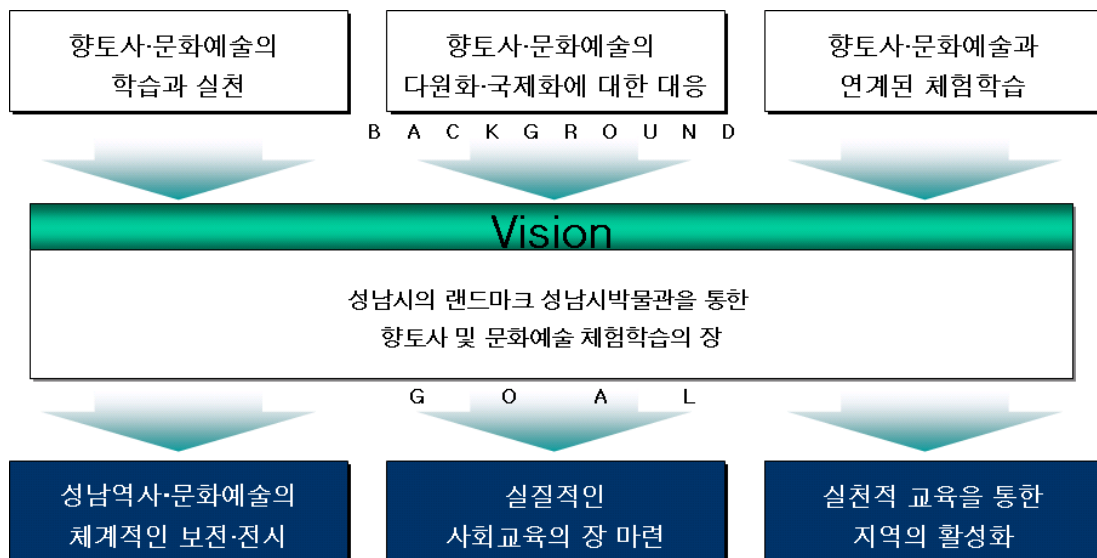 향토사·문화예술의
학습과 실천
향토사·문화예술의
다원화·국제화에 대한 대응
향토사·문화예술과
연계된 체험학습
B A C K G R O U N D
Vision
성남시의 랜드마크 성남시박물관을 통한
향토사 및 문화예술 체험학습의 장
G O A L
성남역사·문화예술의
체계적인 보전·전시
실질적인
사회교육의 장 마련
실천적 교육을 통한
지역의 활성화